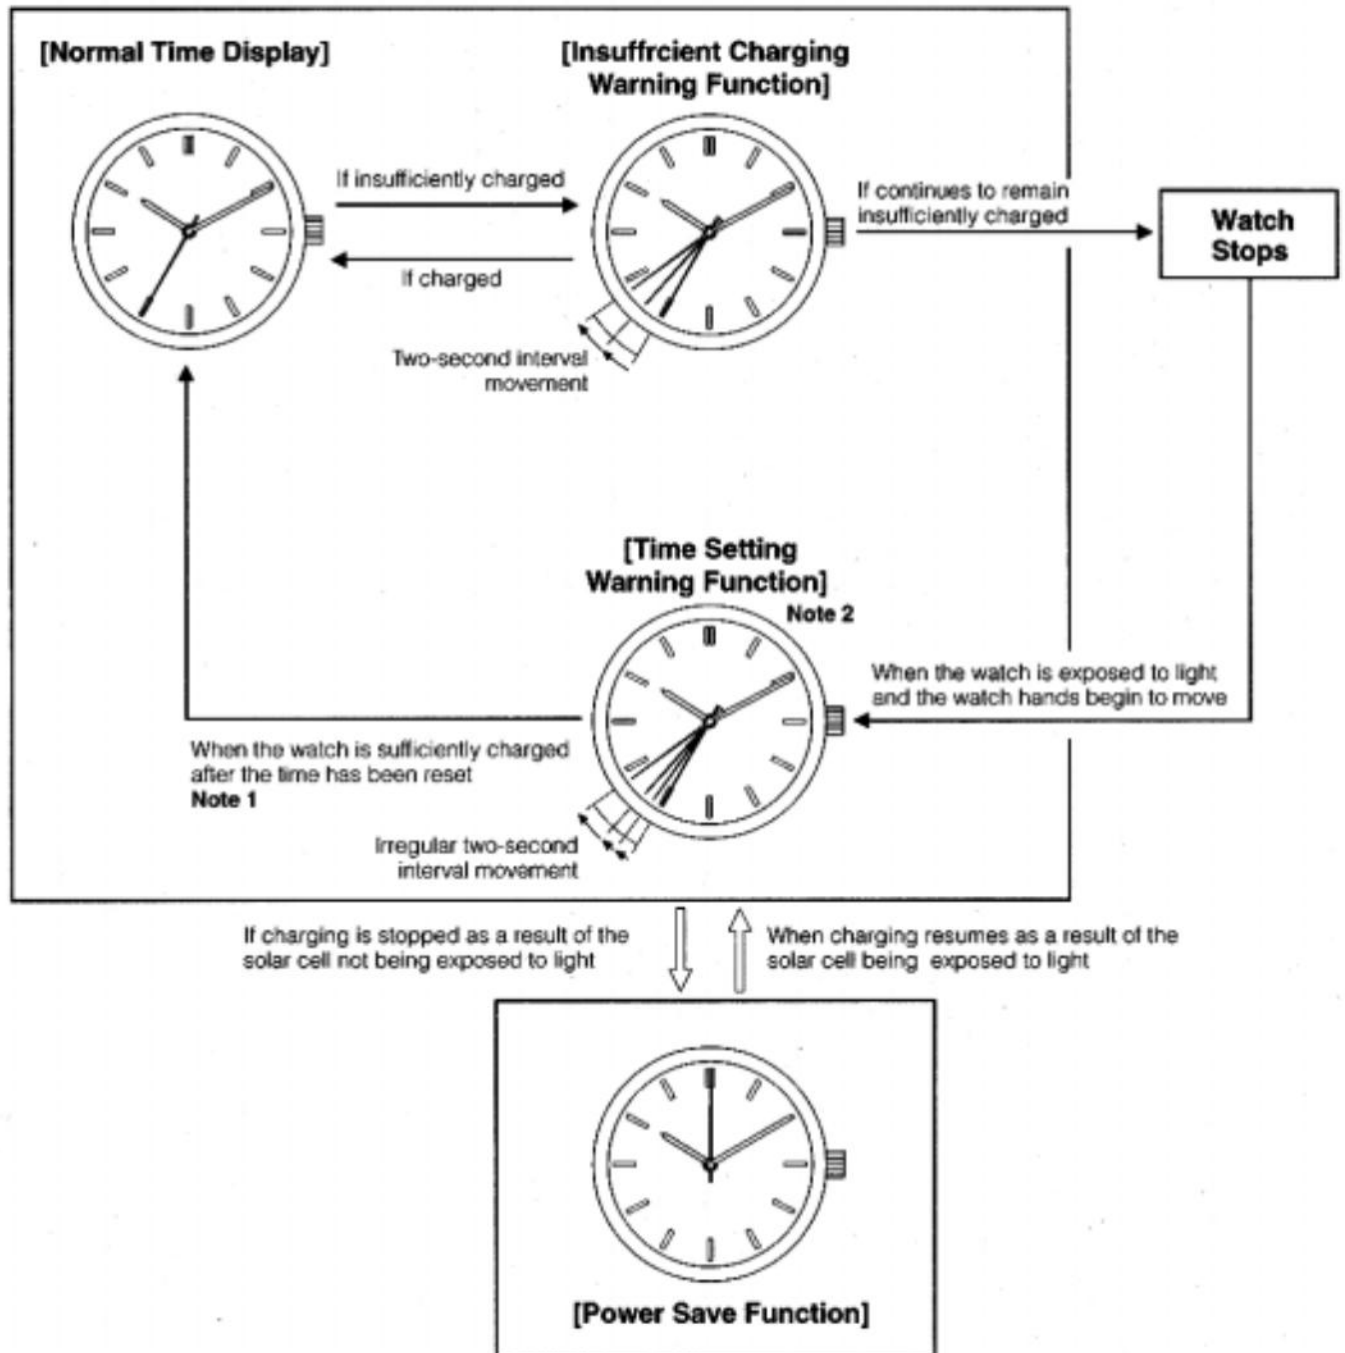 [Normal Time Display]
[Insuffrcient Charging
Warning Function]
If insufficiently charged
If charged
If continues to remain
insufficiently charged
Watch
Stops
Two-second interval
movement
[Time Setting
Warning Function]
Note 2
When the watch is exposed to light
and the watch hands begin to move
When the watch is sufficiently charged
after the time has been reset
Note 1
Irregular two-second
interval movement
If charging is stopped as a result of the
solar cell not being exposed to light
When charging resumes as a result of the
solar cell being exposed to light
[Power Save Function]